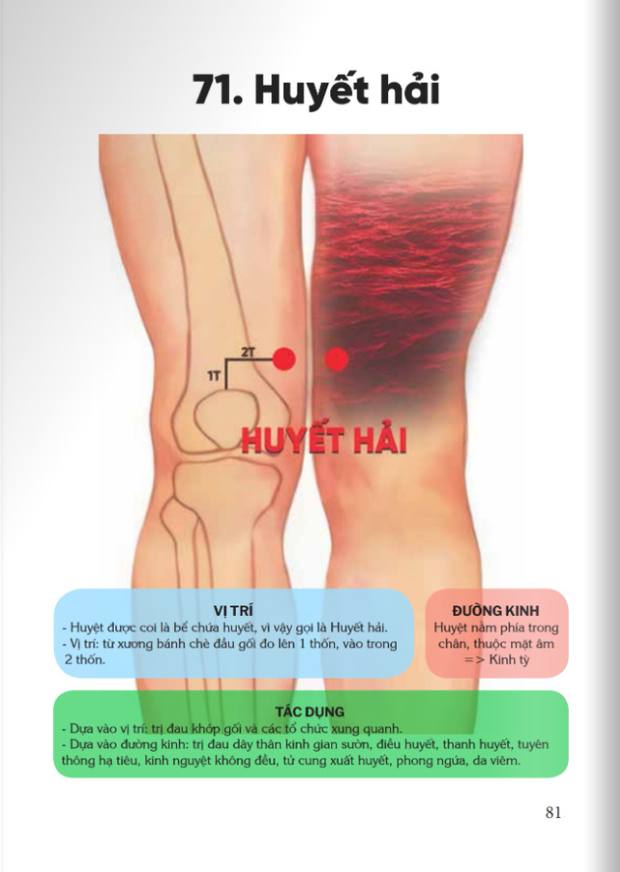 71. Huyết hải
2T
1T
HUYẾT HẢI
VỊ TRÍ
- Huyệt được coi là bể chứa huyết, vì vậy gọi là Huyết hải.
- Vị trí: từ xương bánh chè đầu gối đo lên 1 thốn, vào trong
2 thốn.
ĐƯỜNG KINH
Huyệt nằm phía trong
chân, thuộc mặt âm
=> Kinh tỳ
TÁC DỤNG
- Dựa vào vị trí: trị đau khớp gối và các tổ chức xung quanh.
- Dựa vào đường kinh: trị đau dây thần kinh gian sườn, điều huyết, thanh huyết, tuyên
thông hạ tiêu, kinh nguyệt không đều, tử cung xuất huyết, phong ngứa, da viêm.
81